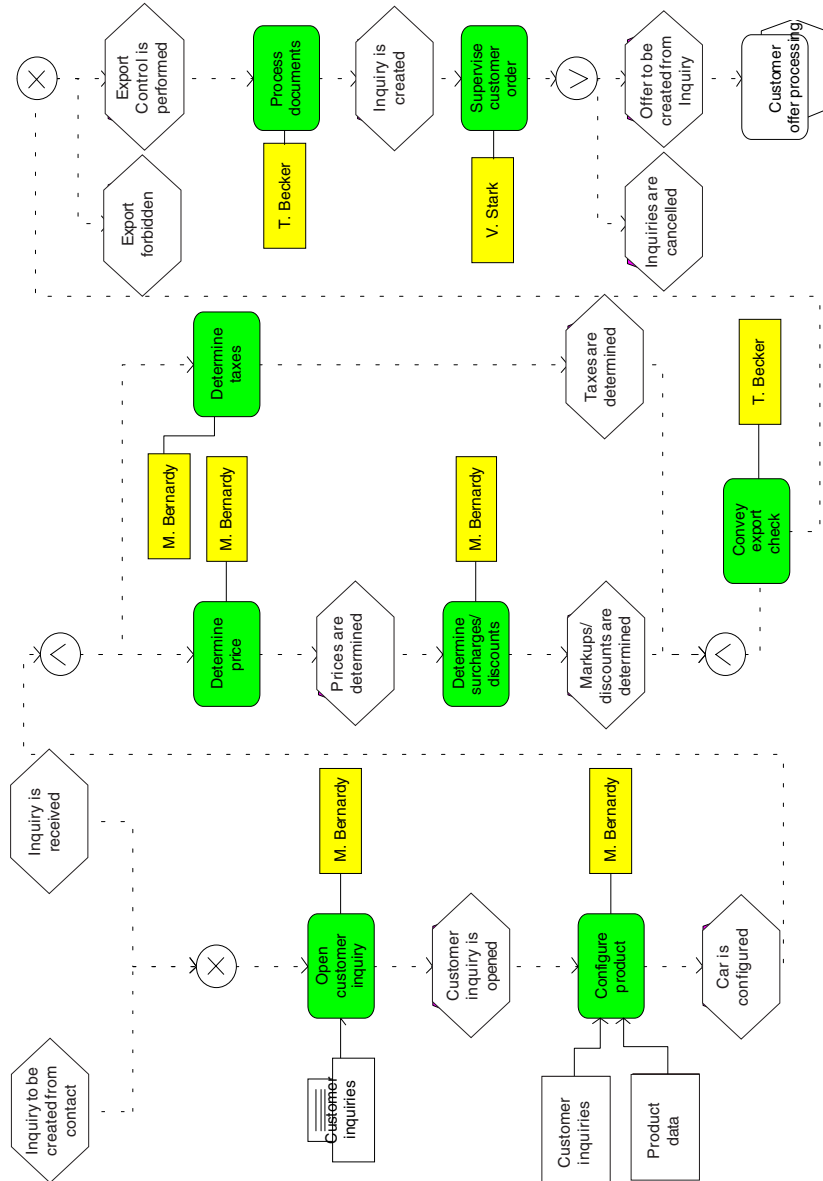 Inquiry to be
created from
contact
Inquiry is
received
Customer
inquiries
Open
customer
inquiry
M. Bernardy
Customer
inquiry is
opened
Customer
inquiries
Product
data
Configure
product
M. Bernardy
Car is
configured
Determine
price
M. Bernardy
M. Bernardy
Determine
taxes
Prices are
determined
Determine
surcharges/
discounts
M. Bernardy
Markups/
discounts are
determined
Taxes are
determined
Convey
export
check
T. Becker
Export
forbidden
Export
Control is
performed
T. Becker
Process
documents
Inquiry is
created
V. Stark
Supervise
customer
order
Inquiries are
cancelled
Offer to be
created from
Inquiry
Customer
offer processing